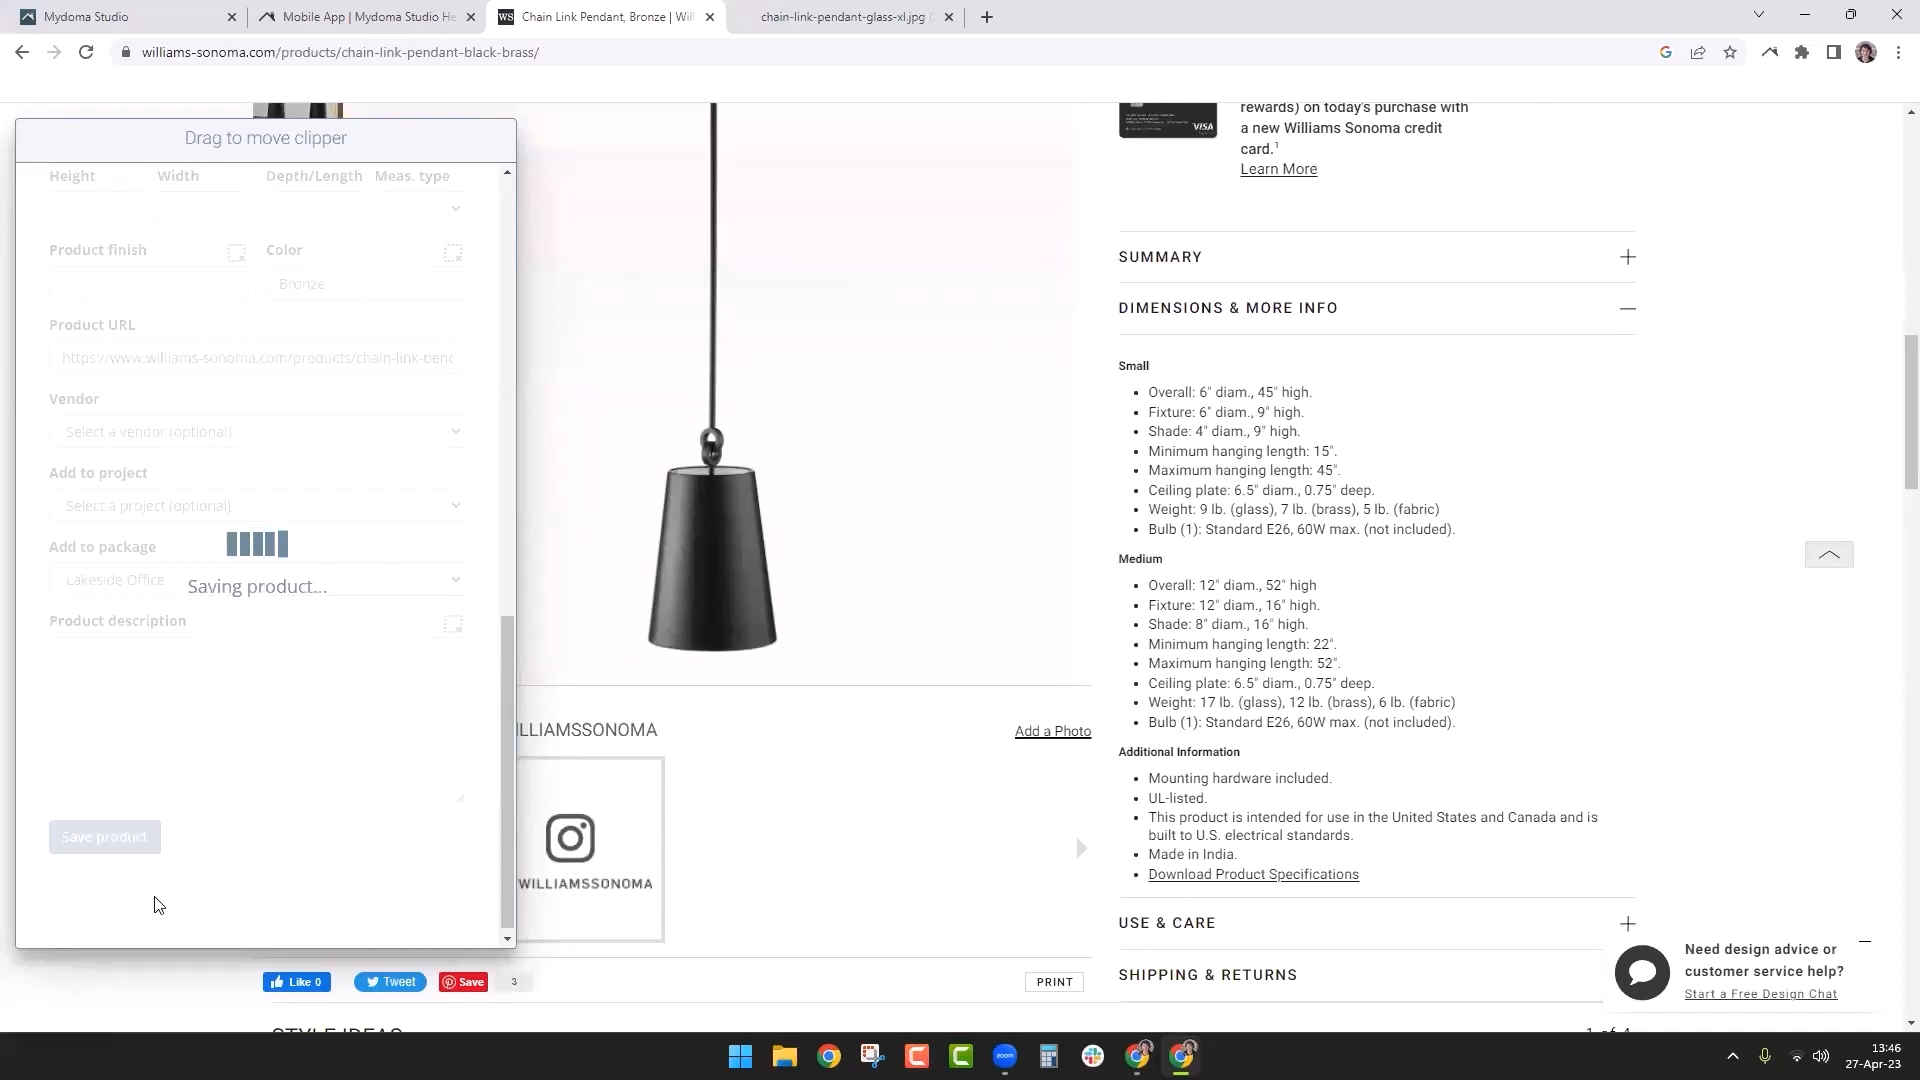 Mydoma Studio
Mobile App | Mydoma Studio He
WS
Chain Link Pendant, Bronze | Will
chain-link-pendant-glass-xl.jpg (
williams-sonoma.com/products/chain-link-pendant-black-brass/
Drag to move clipper
Height Width Depth/Length Meas. type
Product finish Color
Bronze
Product URL
https://www.williams-sonoma.com/products/chain-link-penc
Vendor
Select a vendor (optional)
Add to project
Select a project (optional)
Add to package
Lakeside Office
Saving product...
Product description
Save product
ILLIAMSSONOMA
Add a Photo
WILLIAMSSONOMA
Like 0
Tweet
Save
3
PRINT
STYLE IDEAS
1 of 4
VISA
rewards) on today's purchase with
a new Williams Sonoma credit
card.¹
Learn More
SUMMARY
DIMENSIONS & MORE INFO
Small
• Overall: 6" diam., 45" high.
• Fixture: 6" diam., 9" high.
• Shade: 4" diam., 9" high.
• Minimum hanging length: 15".
• Maximum hanging length: 45".
• Ceiling plate: 6.5" diam., 0.75" deep.
• Weight: 9 lb. (glass), 7 lb. (brass), 5 lb. (fabric)
• Bulb (1): Standard E26, 60W max. (not included).
Medium
• Overall: 12" diam., 52" high
• Fixture: 12" diam., 16" high.
• Shade: 8" diam., 16" high.
• Minimum hanging length: 22".
• Maximum hanging length: 52".
• Ceiling plate: 6.5" diam., 0.75" deep.
• Weight: 17 lb. (glass), 12 lb. (brass), 6 lb. (fabric)
• Bulb (1): Standard E26, 60W max. (not included).
Additional Information
• Mounting hardware included.
• UL-listed.
• This product is intended for use in the United States and Canada and is
built to U.S. electrical standards.
• Made in India.
• Download Product Specifications
USE & CARE
SHIPPING & RETURNS
Need design advice or
customer service help?
Start a Free Design Chat
zoom
13:46
27-Apr-23